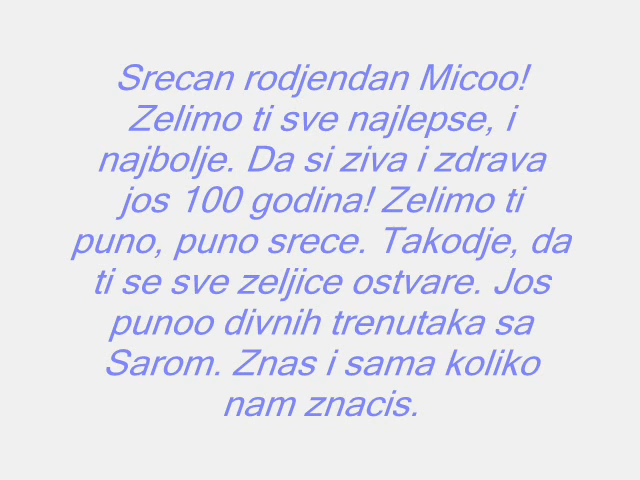 Srecan rodjendan Micoo!
Zelimo ti sve najlepse, i
najbolje. Da si ziva i zdrava
jos 100 godina! Zelimo ti
puno, puno srece. Takodje, da
ti se sve zeljice ostvare. Jos
punoo divnih trenutaka sa
Sarom. Znas i sama koliko
nam znacis.